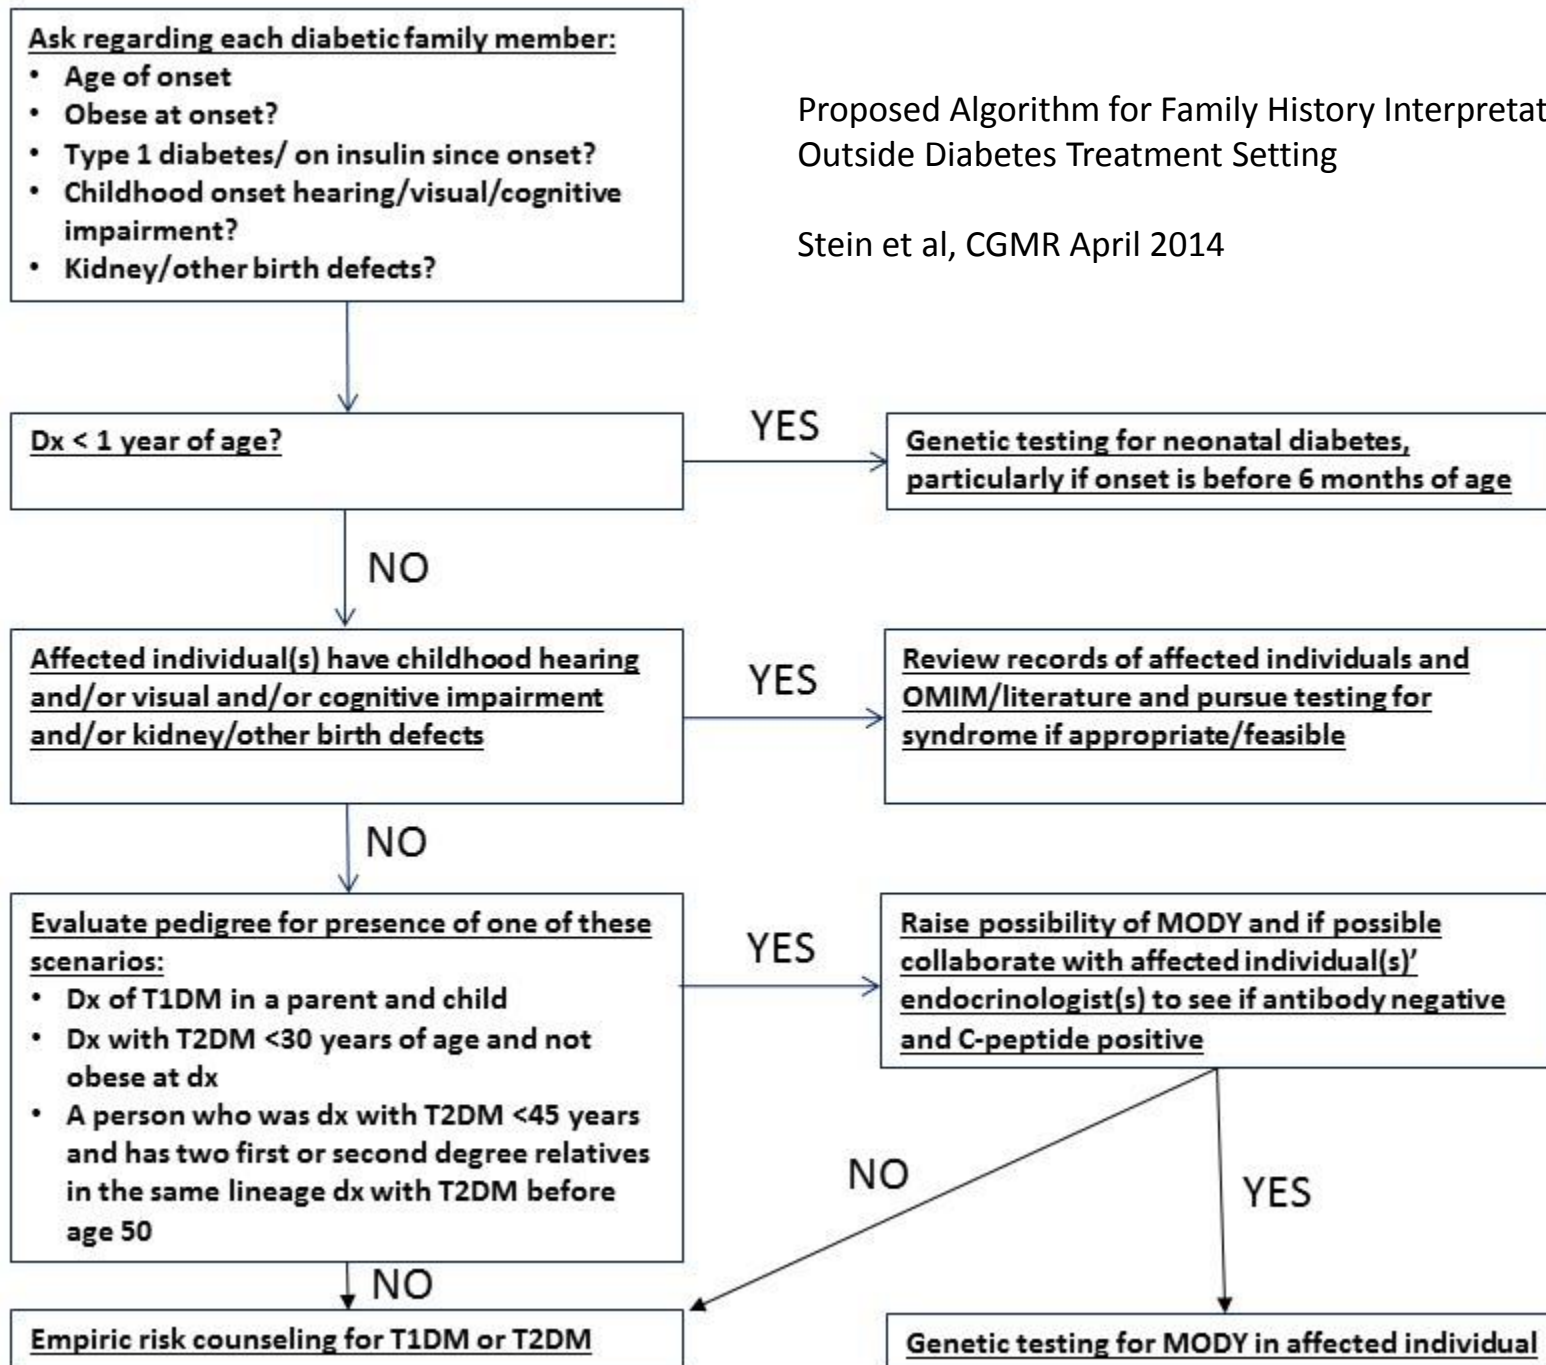 Ask regarding each diabetic family member:
• Age of onset
• Obese at onset?
• Type 1 diabetes/ on insulin since onset?
• Childhood onset hearing/visual/cognitive
impairment?
• Kidney/other birth defects?
Proposed Algorithm for Family History Interpretat
Outside Diabetes Treatment Setting
Stein et al, CGMR April 2014
Dx < 1 year of age?
YES
Genetic testing for neonatal diabetes,
particularly if onset is before 6 months of age
NO
Affected individual(s) have childhood hearing
and/or visual and/or cognitive impairment
and/or kidney/other birth defects
YES
Review records of affected individuals and
OMIM/literature and pursue testing for
syndrome if appropriate/feasible
NO
Evaluate pedigree for presence of one of these
scenarios:
• Dx of T1DM in a parent and child
• Dx with T2DM <30 years of age and not
obese at dx
• A person who was dx with T2DM <45 years
and has two first or second degree relatives
in the same lineage dx with T2DM before
age 50
YES
Raise possibility of MODY and if possible
collaborate with affected individual(s)'
endocrinologist(s) to see if antibody negative
and C-peptide positive
NO
YES
NO
Empiric risk counseling for T1DM or T2DM
Genetic testing for MODY in affected individual